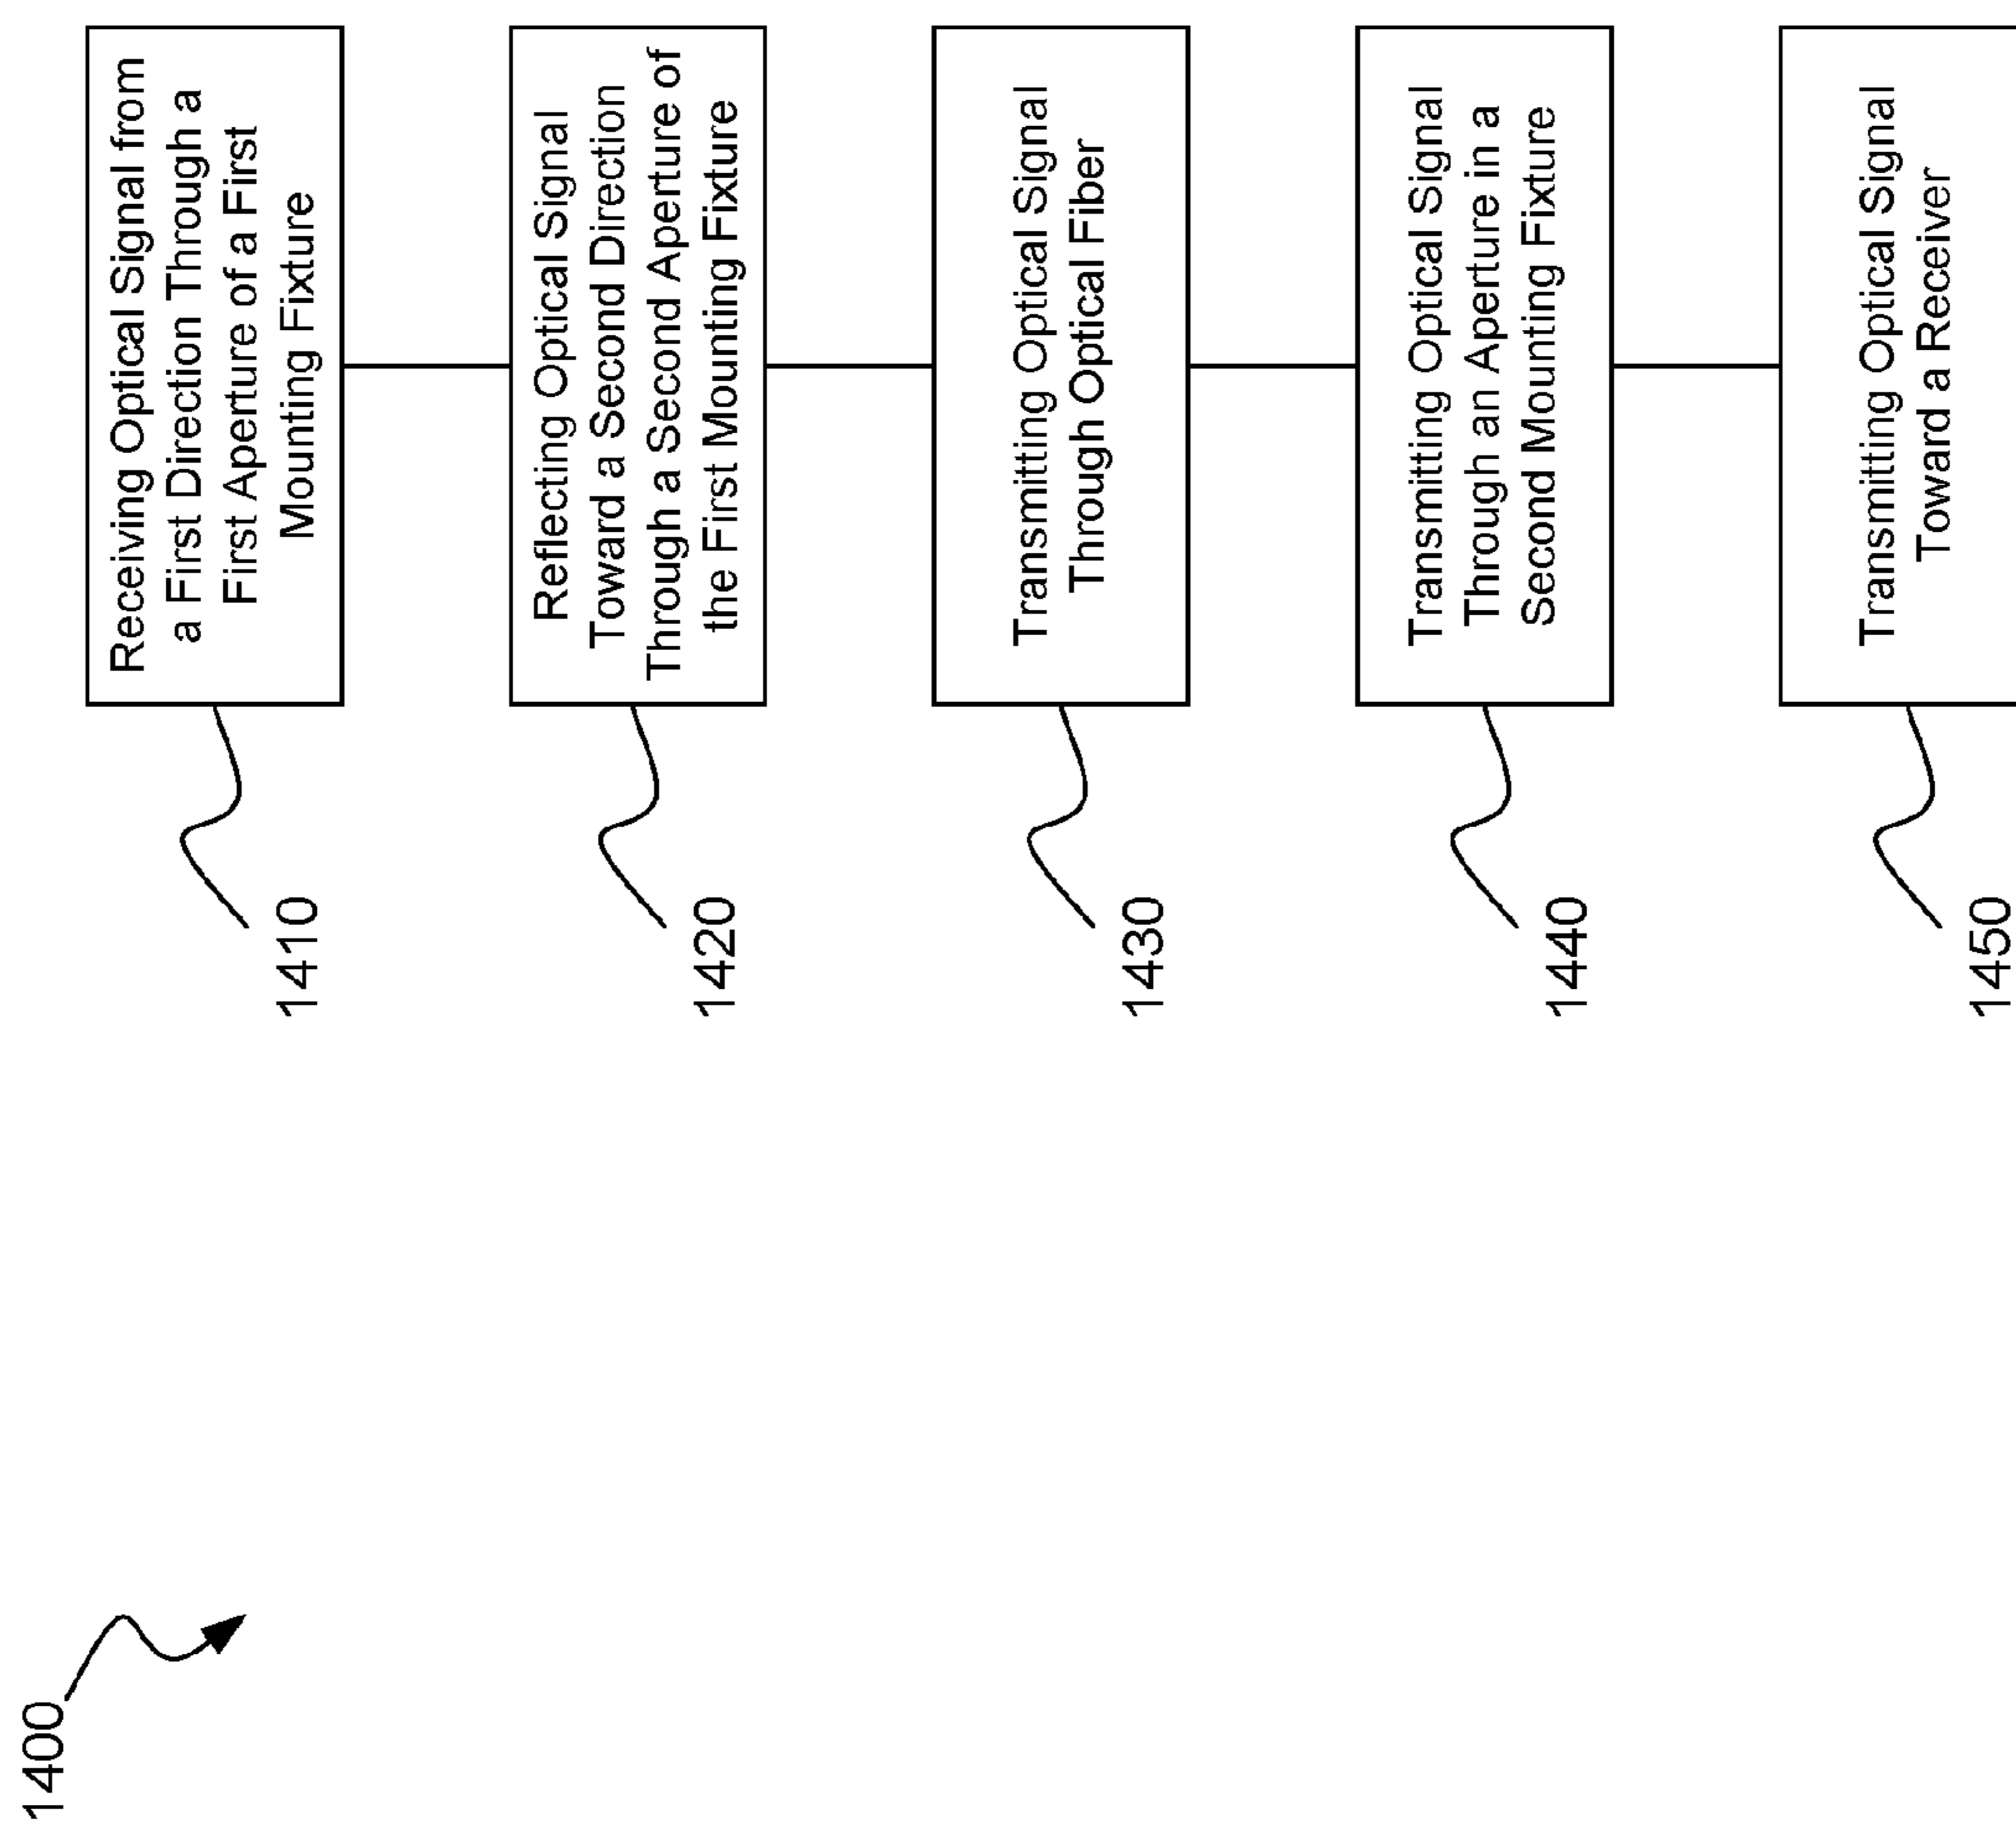 1400
1410
Receiving Optical Signal from
a First Direction Through a
First Aperture of a First
Mounting Fixture
1420
Reflecting Optical Signal
Toward a Second Direction
Through a Second Aperture of
the First Mounting Fixture
1430
Transmitting Optical Signal
Through Optical Fiber
1440
Transmitting Optical Signal
Through an Aperture in a
Second Mounting Fixture
1450
Transmitting Optical Signal
Toward a Receiver